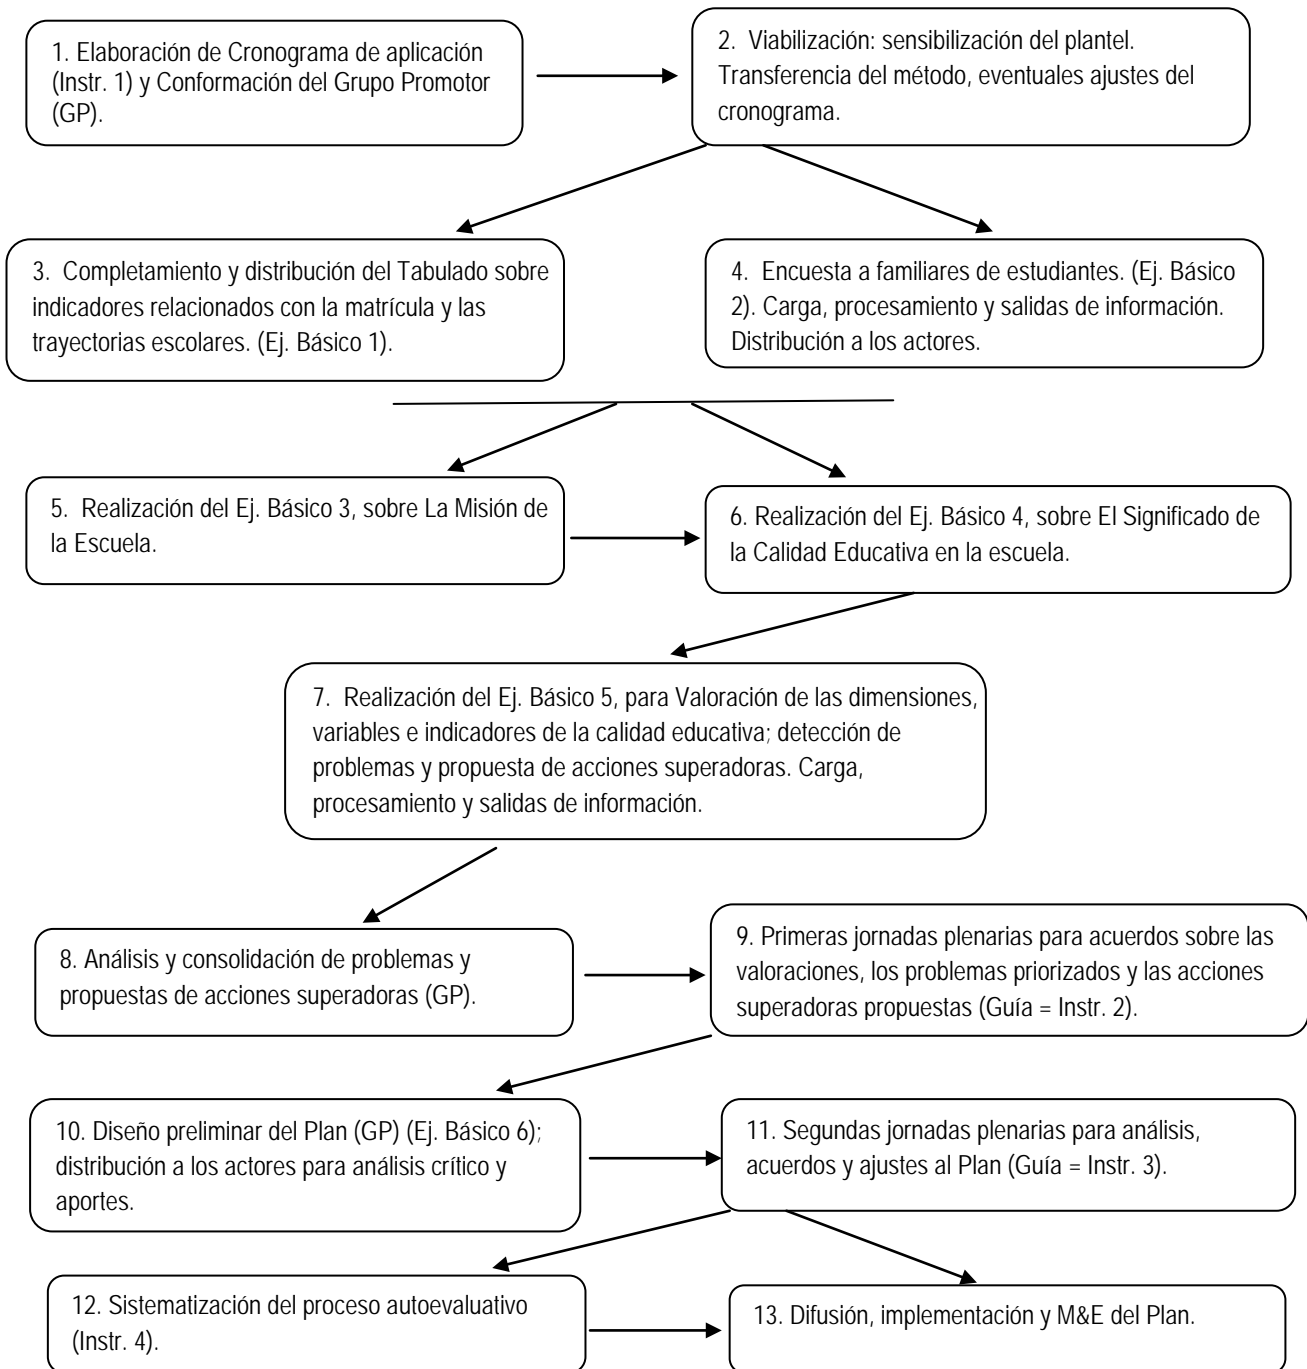 1. Elaboración de Cronograma de aplicación
(Instr. 1) y Conformación del Grupo Promotor
(GP).
2. Viabilización: sensibilización del plantel.
Transferencia del método, eventuales ajustes del
cronograma.
3. Completamiento y distribución del Tabulado sobre
indicadores relacionados con la matrícula y las
trayectorias escolares. (Ej. Básico 1).
4. Encuesta a familiares de estudiantes. (Ej. Básico
2). Carga, procesamiento y salidas de información.
Distribución a los actores.
5. Realización del Ej. Básico 3, sobre La Misión de
la Escuela.
6. Realización del Ej. Básico 4, sobre El Significado de
la Calidad Educativa en la escuela.
7. Realización del Ej. Básico 5, para Valoración de las dimensiones,
variables e indicadores de la calidad educativa; detección de
problemas y propuesta de acciones superadoras. Carga,
procesamiento y salidas de información.
8. Análisis y consolidación de problemas y
propuestas de acciones superadoras (GP).
9. Primeras jornadas plenarias para acuerdos sobre las
valoraciones, los problemas priorizados y las acciones
superadoras propuestas (Guía = Instr. 2).
10. Diseño preliminar del Plan (GP) (Ej. Básico 6);
distribución a los actores para análisis crítico y
aportes.
11. Segundas jornadas plenarias para análisis,
acuerdos y ajustes al Plan (Guía = Instr. 3).
12. Sistematización del proceso autoevaluativo
(Instr. 4).
13. Difusión, implementación y M&E del Plan.